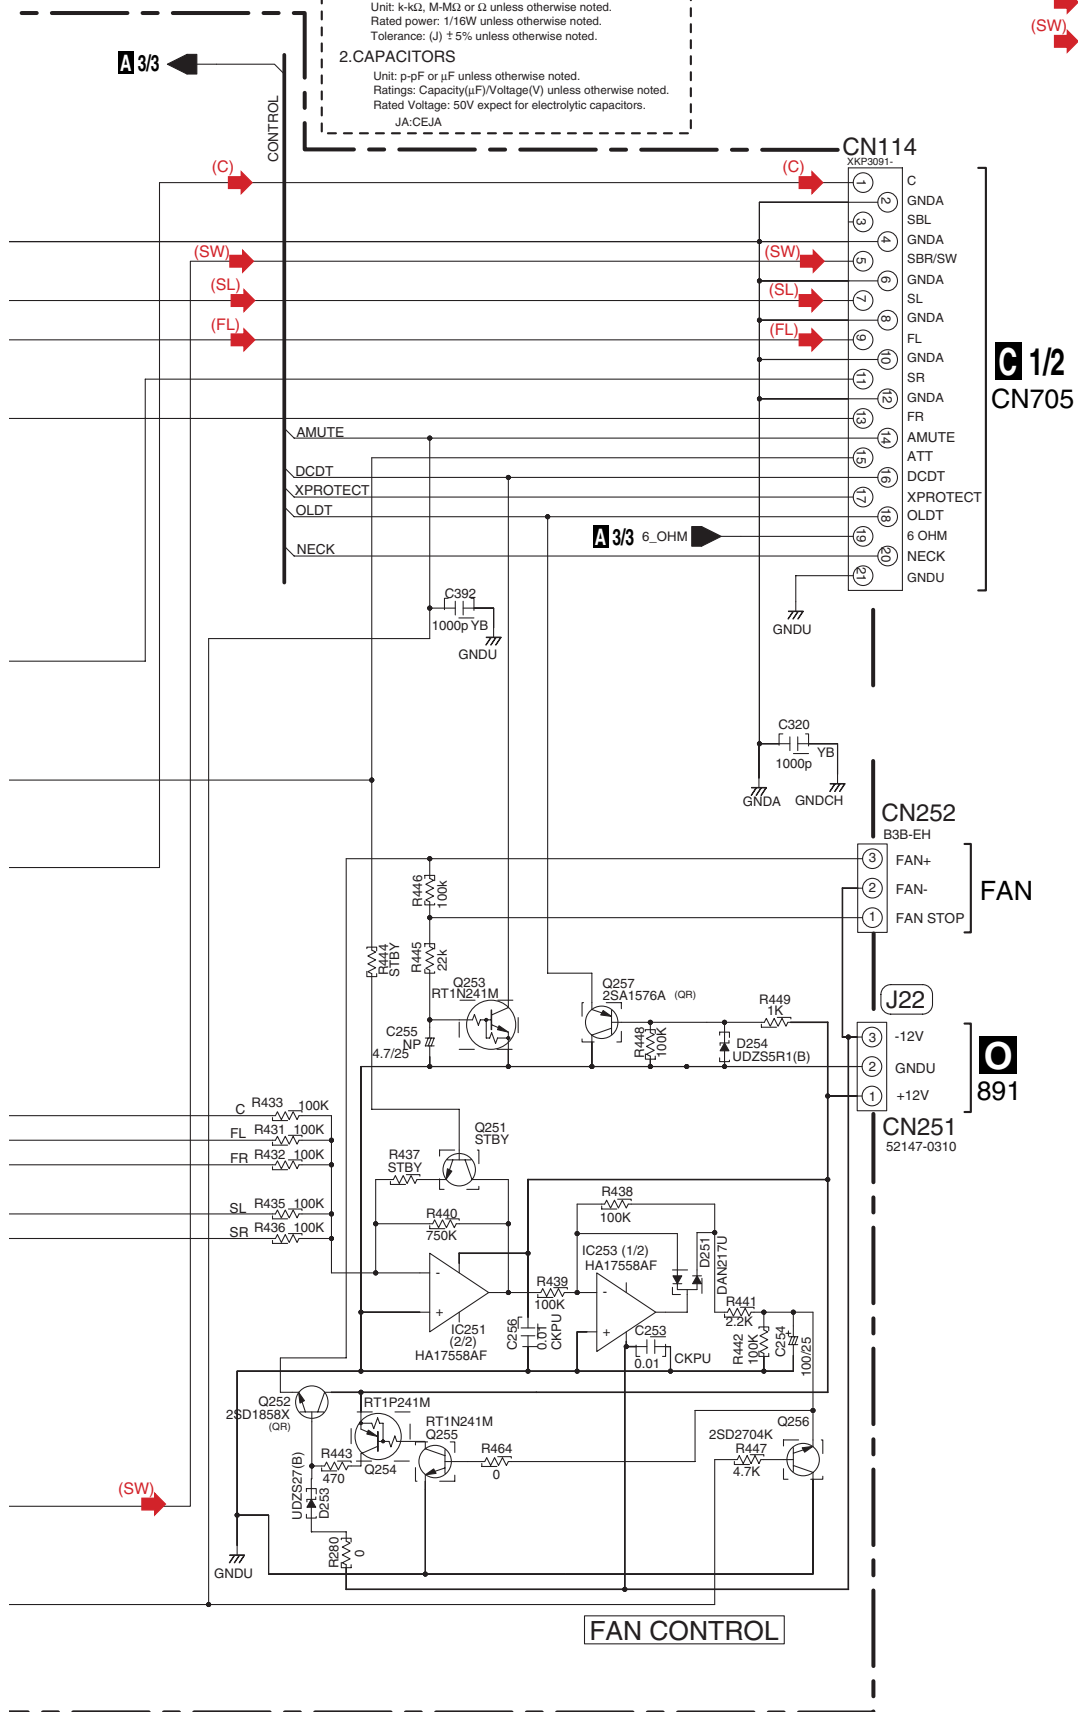 Unit: k-kΩ, M-MΩ or Ω unless otherwise noted.
Rated power: 1/16W unless otherwise noted.
Tolerance: (J) ±5% unless otherwise noted.
2.CAPACITORS
Unit: p-pF or μF unless otherwise noted.
Ratings: Capacity(μF)/Voltage(V) unless otherwise noted.
Rated Voltage: 50V expect for electrolytic capacitors.
JA:CEJA
(SW)
A 3/3
CONTROL
CN114
XKP3091-
(C)
(C)
1 C
2 GNDA
3 SBL
4 GNDA
(SW)
(SW)
5 SBR/SW
6 GNDA
(SL)
(SL)
7 SL
8 GNDA
(FL)
(FL)
9 FL
10 GNDA
11 SR
12 GNDA
13 FR
C 1/2
CN705
AMUTE
14 AMUTE
15 ATT
DCDT
16 DCDT
XPROTECT
17 XPROTECT
OLDT
18 OLDT
A 3/3 6_OHM
19 6 OHM
NECK
20 NECK
21 GNDU
C392
1000p YB
GNDU
GNDU
C320
1000p
YB
GNDA
GNDCH
CN252
B3B-EH
3 FAN+
2 FAN-
1 FAN STOP
FAN
R446
100k
R444
STBY
R445
22k
Q253
RT1N241M
C255
NP
4.7/25
Q257
2SA1576A (QR)
R449
1K
R448
100K
D254
UDZS5R1(B)
J22
3 -12V
2 GNDU
1 +12V
O
891
CN251
52147-0310
C R433 100K
FL R431 100K
FR R432 100K
SL R435 100K
SR R436 100K
Q251
STBY
R437
STBY
R440
750K
R438
100K
IC253 (1/2)
HA17558AF
D251
DAN217U
- +
IC251
(2/2)
HA17558AF
R439
100K
- +
C256
0.01
CKPU
C253
0.01
CKPU
R441
2.2K
R442
100K
C254
+
100/25
Q252
2SD1858X
(QR)
RT1P241M
Q254
RT1N241M
Q255
R443
470
R464
0
Q256
2SD2704K
R447
4.7K
UDZS27(B)
D253
R280
0
(SW)
GNDU
FAN CONTROL